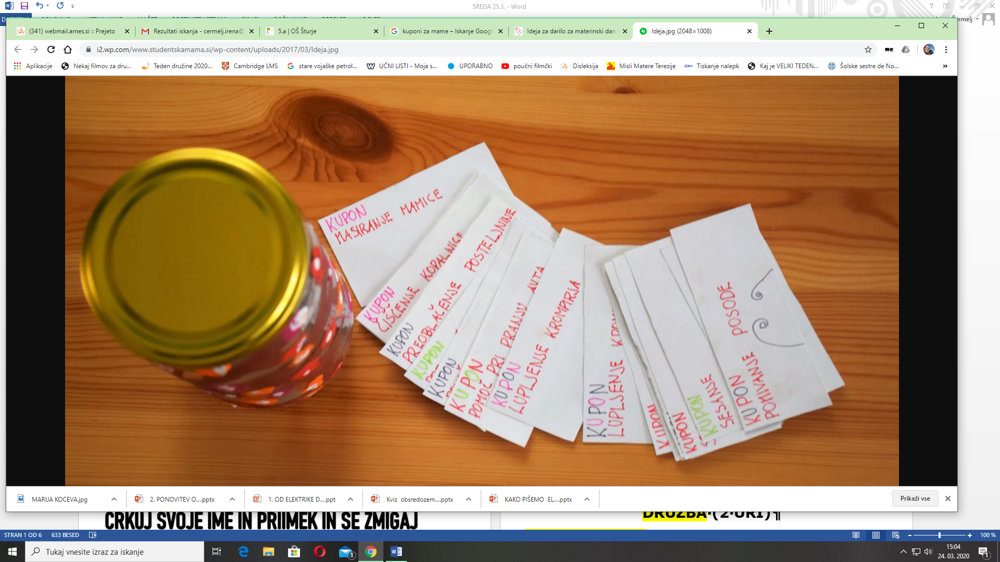 SREDA 25.3. - Word
Čermelj
(341) webmail.arnes.si :: Prejeto
Rezultati iskanja - cermelj.irena@
5.a | OŠ Šturje
kuponi za mame – Iskanje Google
Ideja za darilo za materinski dan
Ideja.jpg (2048×1008)
i2.wp.com/www.studentskamama.si/wp-content/uploads/2017/03/Ideja.jpg
Aplikacije
Nekaj filmov za dru...
Teden družine 2020...
Cambridge LMS
stare vojaške petrol...
UČNI LISTI - Moja s...
UPORABNO
poučni filmčki
Disleksija
Misli Matere Terezije
Tiskanje nalepk
Kaj je VELIKI TEDEN...
Šolske sestre de No...
KUPON
MASIRANJE MAMICE
KUPON
ČIŠČENJE KOPALNICE
KUPON
PREOBLAČENJE POSTELJNINE
KUPON
KUPON
KUPON
POMOČ PRI PRANJU AVTA
KUPON
LUPLJENJE KROMPIRJA
KUPON
LUPLJENJE
KUPON
KUPON
KUPON
SESANJE
KUPON
POMIVANJE POSODE
MARIJA KOCEVA.jpg
2. PONOVITEV O....pptx
1. OD ELEKTRIKE D....ppt
Kviz obsredozem....pptx
KAKO PIŠEMO EL....pptx
Prikaži vse
ČRKUJ SVOJE IME IN PRIIMEK IN SE ZMIGAJ
DRUŽBA·(2·URI)¶
STRAN 1 OD 6
633 BESED
100 %
Tukaj vnesite izraz za iskanje
1
15:04
24. 03. 2020
1